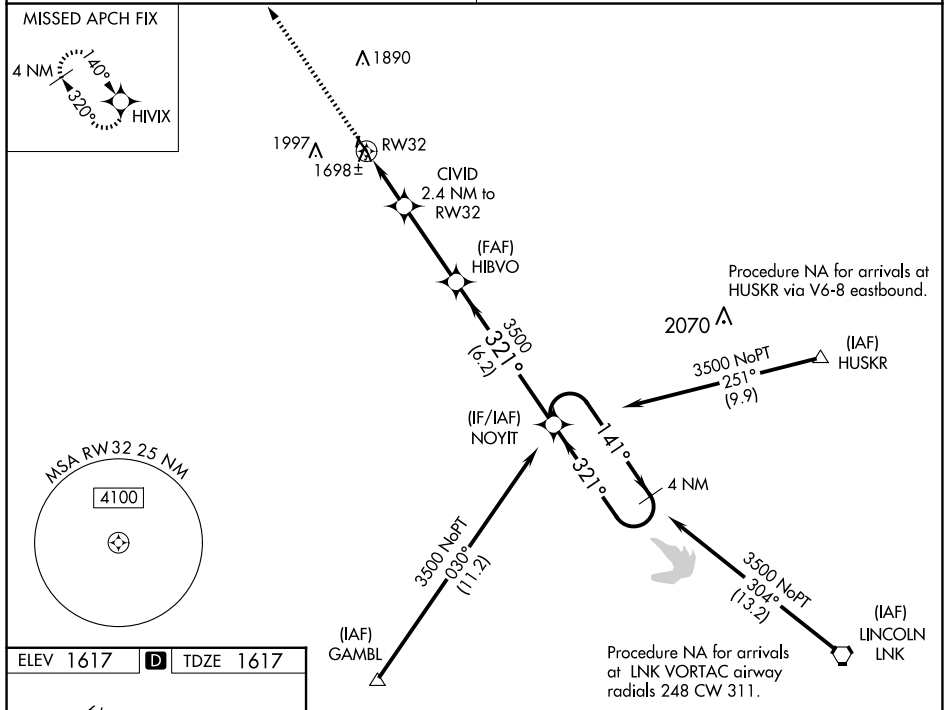 MISSED APCH FIX
4 NM
140°
320°
HIVIX
1890
1997
1698±
RW32
CIVID
2.4 NM to
RW32
(FAF)
HIBVO
Procedure NA for arrivals at
HUSKR via V6-8 eastbound.
2070
3500
321°
(6.2)
(IAF)
HUSKR
3500 NoPT
251°
(9.9)
(IF/IAF)
NOYIT
141°
321°
4 NM
MSA RW32 25 NM
4100
3500 NoPT
030°
(11.2)
3500 NoPT
304°
(13.2)
(IAF)
LINCOLN
LNK
(IAF)
GAMBL
Procedure NA for arrivals
at LNK VORTAC airway
radials 248 CW 311.
ELEV 1617 D TDZE 1617